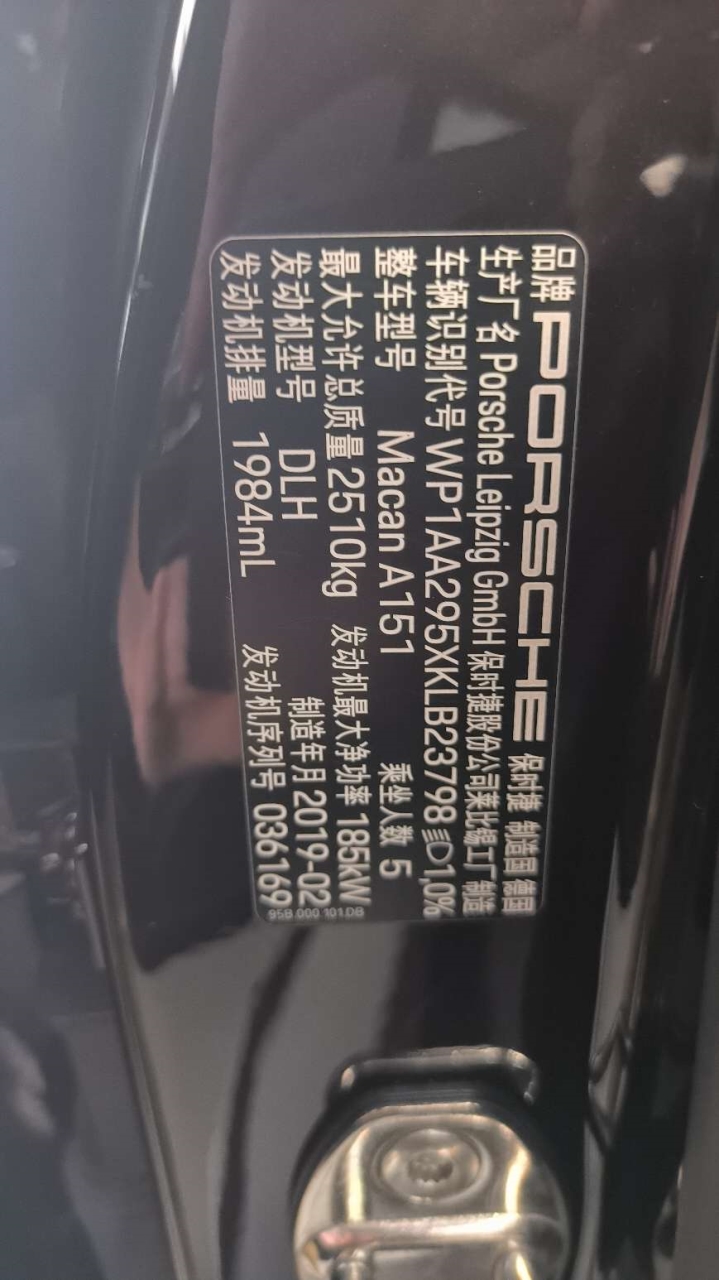 品牌 PORSCHE 保时捷 制造国 德国
生产厂名 Porsche Leipzig GmbH 保时捷股份公司莱比锡工厂 制造
车辆识别代号 WP1AA295XKLB23798 1,0%
整车型号 Macan A151 乘坐人数 5
最大允许总质量 2510kg 发动机最大净功率 185kW
发动机型号 DLH 制造年月 2019-02
发动机排量 1984mL 发动机序列号 036169
95B.000.101.DB